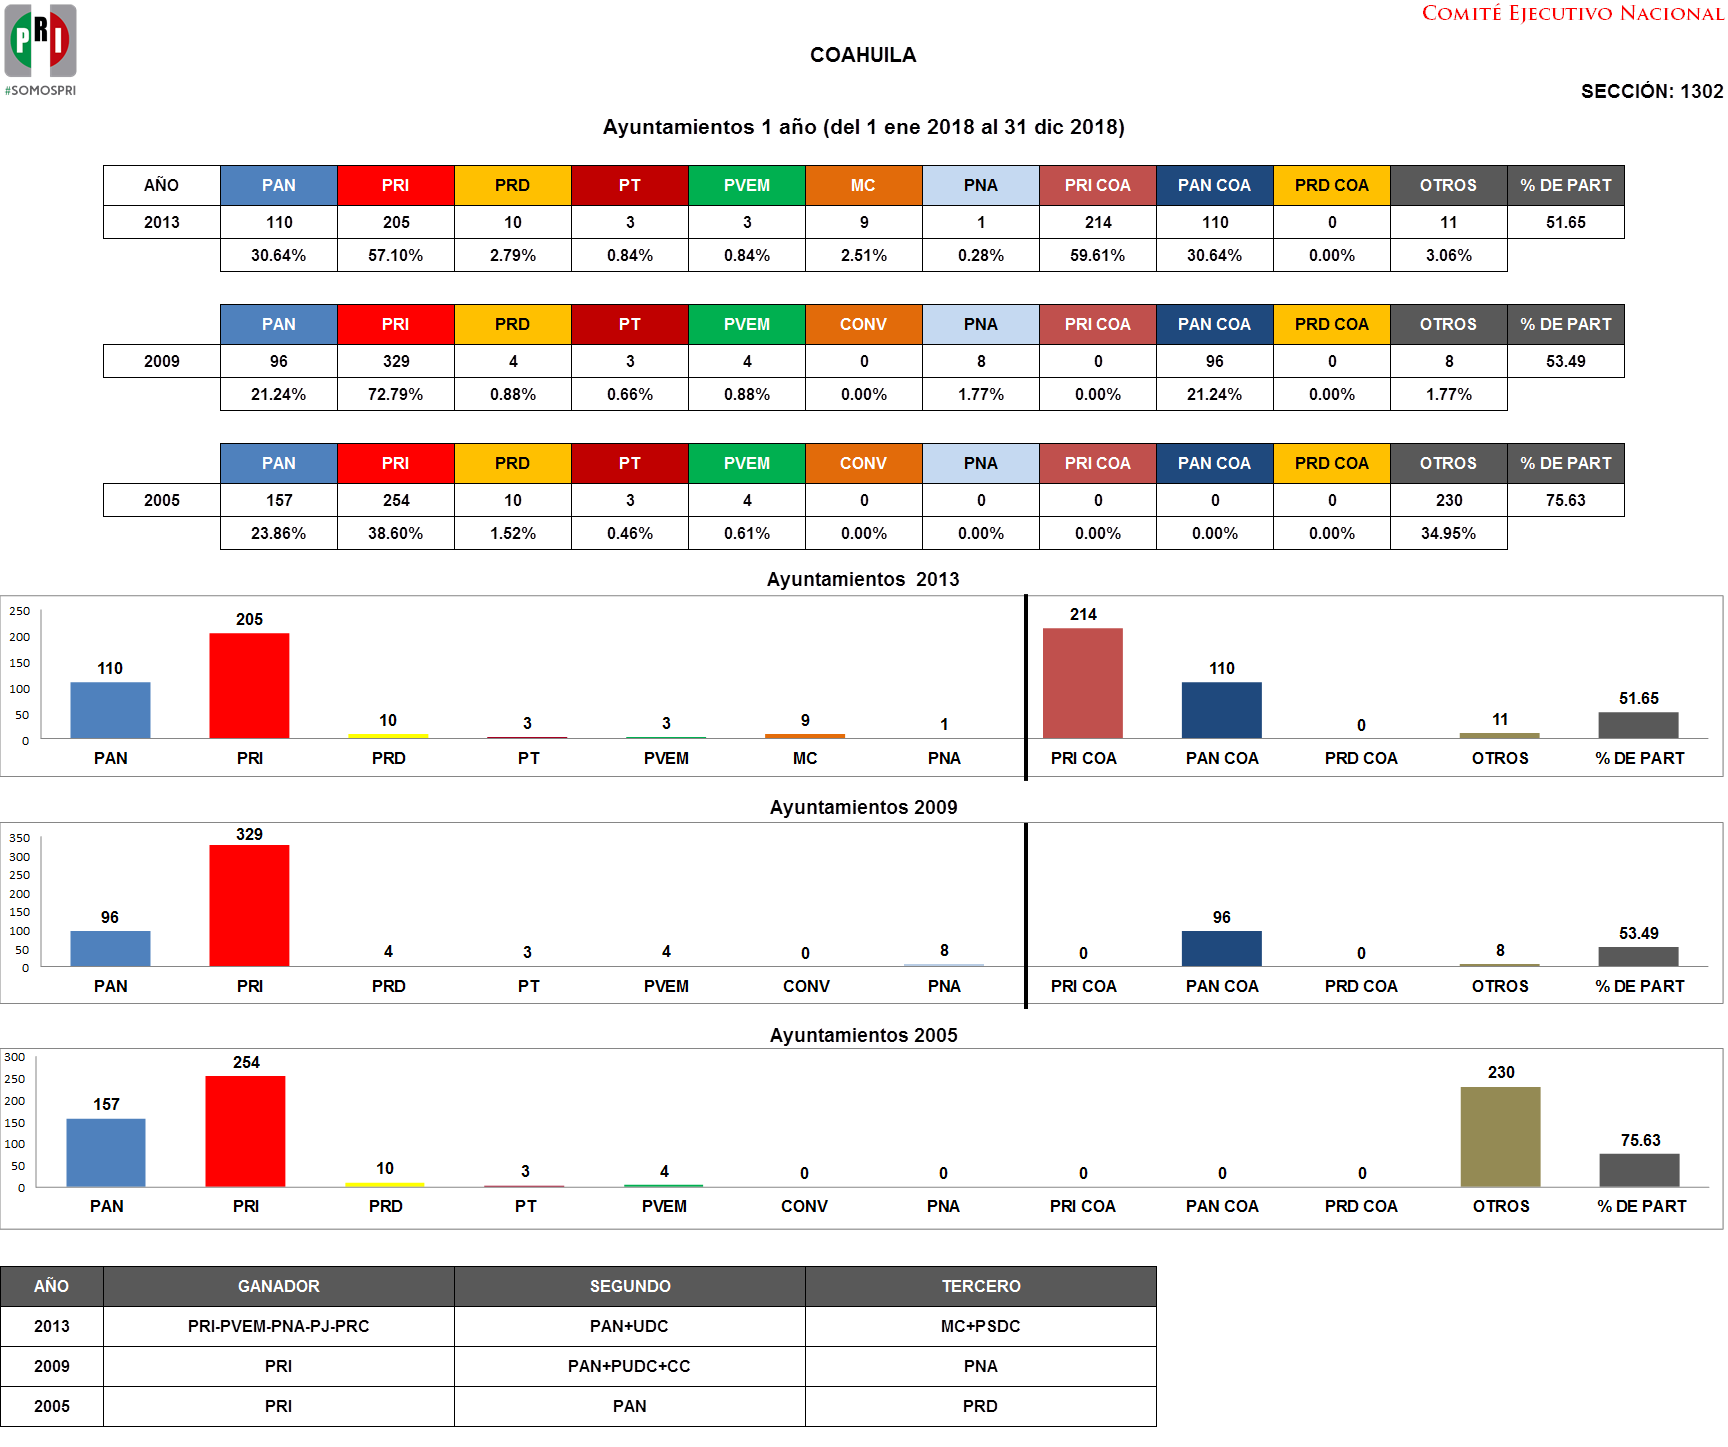 COMITÉ EJECUTIVO NACIONAL
PRI
#SOMOSPRI
COAHUILA
SECCIÓN: 1302
Ayuntamientos 1 año (del 1 ene 2018 al 31 dic 2018)
AÑO PAN PRI PRD PT PVEM MC PNA PRI COA PAN COA PRD COA OTROS % DE PART
2013 110 205 10 3 3 9 1 214 110 0 11 51.65
30.64% 57.10% 2.79% 0.84% 0.84% 2.51% 0.28% 59.61% 30.64% 0.00% 3.06%
PAN PRI PRD PT PVEM CONV PNA PRI COA PAN COA PRD COA OTROS % DE PART
2009 96 329 4 3 4 0 8 0 96 0 8 53.49
21.24% 72.79% 0.88% 0.66% 0.88% 0.00% 1.77% 0.00% 21.24% 0.00% 1.77%
PAN PRI PRD PT PVEM CONV PNA PRI COA PAN COA PRD COA OTROS % DE PART
2005 157 254 10 3 4 0 0 0 0 0 230 75.63
23.86% 38.60% 1.52% 0.46% 0.61% 0.00% 0.00% 0.00% 0.00% 0.00% 34.95%
Ayuntamientos 2013
250
200
150
100
50
0
110 205 10 3 3 9 1 214 110 0 11 51.65
PAN PRI PRD PT PVEM MC PNA PRI COA PAN COA PRD COA OTROS % DE PART
Ayuntamientos 2009
350
300
250
200
150
100
50
0
96 329 4 3 4 0 8 0 96 0 8 53.49
PAN PRI PRD PT PVEM CONV PNA PRI COA PAN COA PRD COA OTROS % DE PART
Ayuntamientos 2005
300
250
200
150
100
50
0
157 254 10 3 4 0 0 0 0 0 230 75.63
PAN PRI PRD PT PVEM CONV PNA PRI COA PAN COA PRD COA OTROS % DE PART
AÑO GANADOR SEGUNDO TERCERO
2013 PRI-PVEM-PNA-PJ-PRC PAN+UDC MC+PSDC
2009 PRI PAN+PUDC+CC PNA
2005 PRI PAN PRD